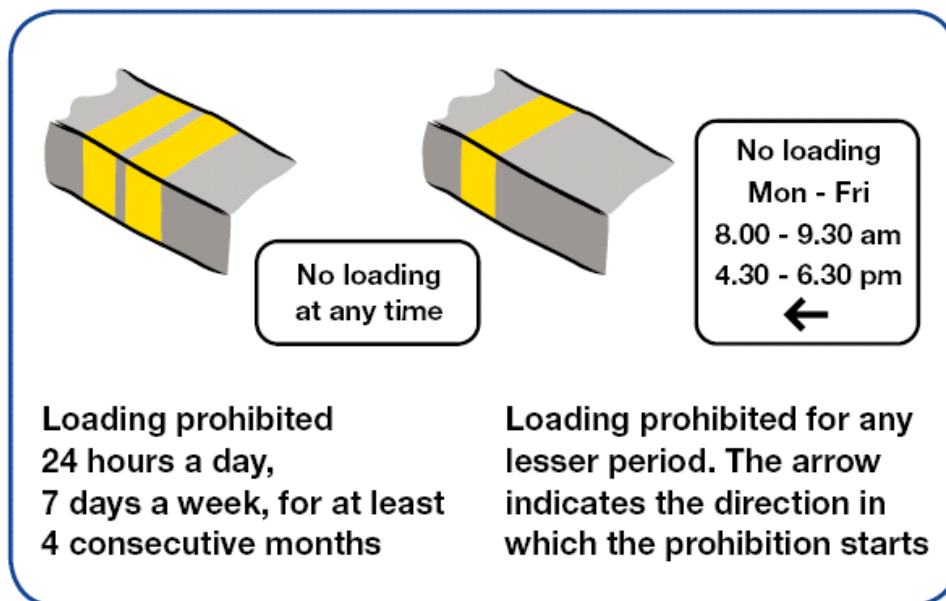 No loading
at any time
No loading
Mon - Fri
8.00 - 9.30 am
4.30 - 6.30 pm
←
Loading prohibited
24 hours a day,
7 days a week, for at least
4 consecutive months
Loading prohibited for any
lesser period. The arrow
indicates the direction in
which the prohibition starts